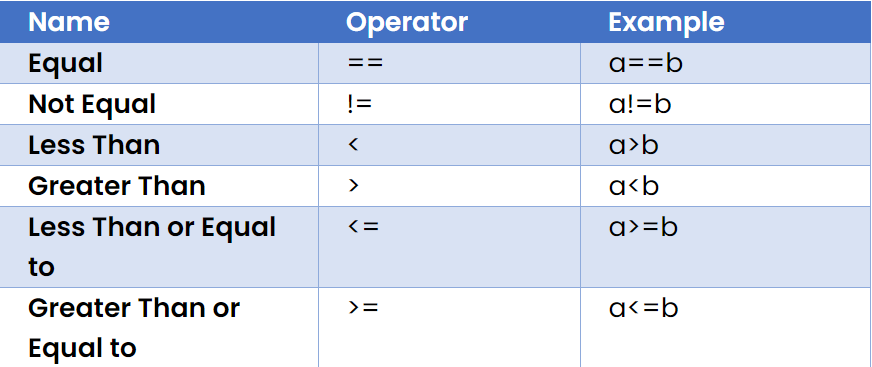 Name Operator Example
Equal == a==b
Not Equal != a!=b
Less Than < a>b
Greater Than > a<b
Less Than or Equal <= a>=b
to
Greater Than or >= a<=b
Equal to